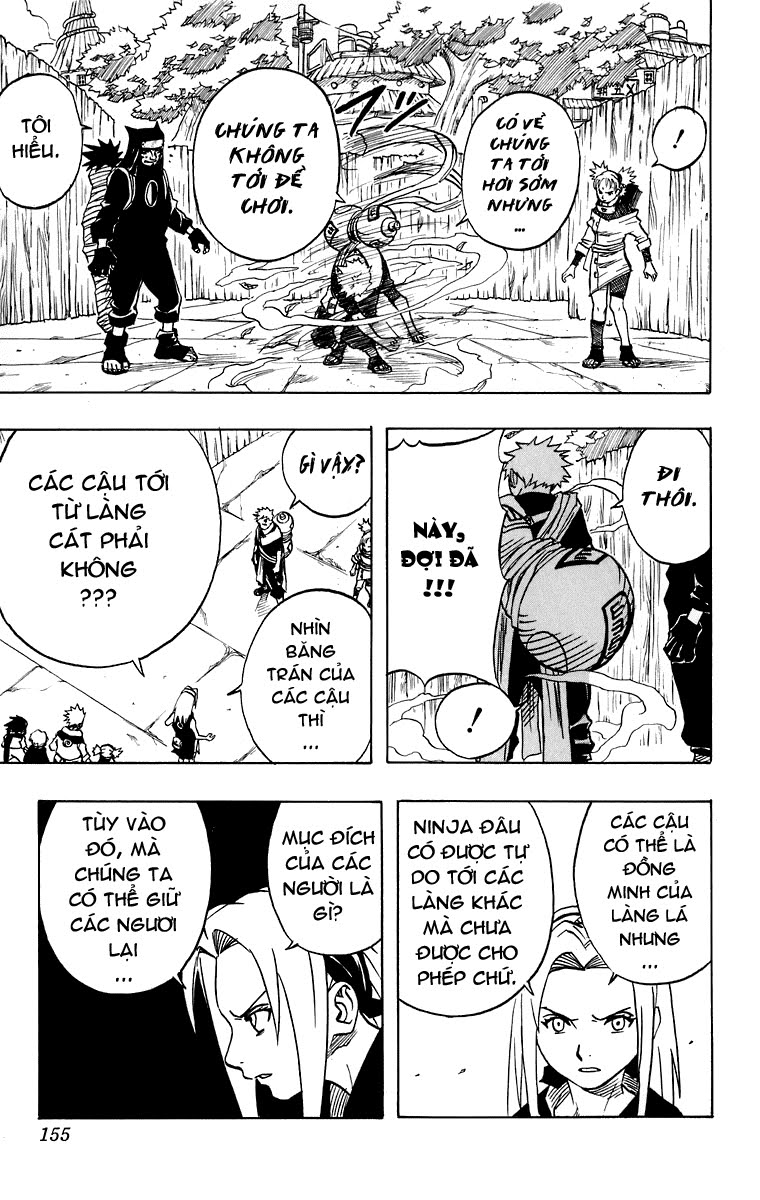 !
CÓ VẺ
CHÚNG
TA TỚI
HƠI SỚM
NHƯNG
...
CHÚNG TA
KHÔNG
TỚI ĐỂ
CHƠI.
ブッ
TÔI
HIỂU.
ĐI
THÔI.
NÀY,
ĐỢI ĐÃ
!!!
!
GÌ VẬY?
NHÌN
BĂNG
TRÁN CỦA
CÁC CẬU
THÌ
...
CÁC CẬU TỚI
TỪ LÀNG
CÁT PHẢI
KHÔNG
???
CÁC CẬU
CÓ THỂ LÀ
ĐỒNG
MINH CỦA
LÀNG LÁ
NHƯNG
...
NINJA ĐÂU
CÓ ĐƯỢC TỰ
DO TỚI CÁC
LÀNG KHÁC
MÀ CHƯA
ĐƯỢC CHO
PHÉP CHỨ.
MỤC ĐÍCH
CỦA CÁC
NGƯỜI LÀ
GÌ?
TÙY VÀO
ĐÓ, MÀ
CHÚNG TA
CÓ THỂ GIỮ
CÁC NGƯƠI
LẠI
...
155